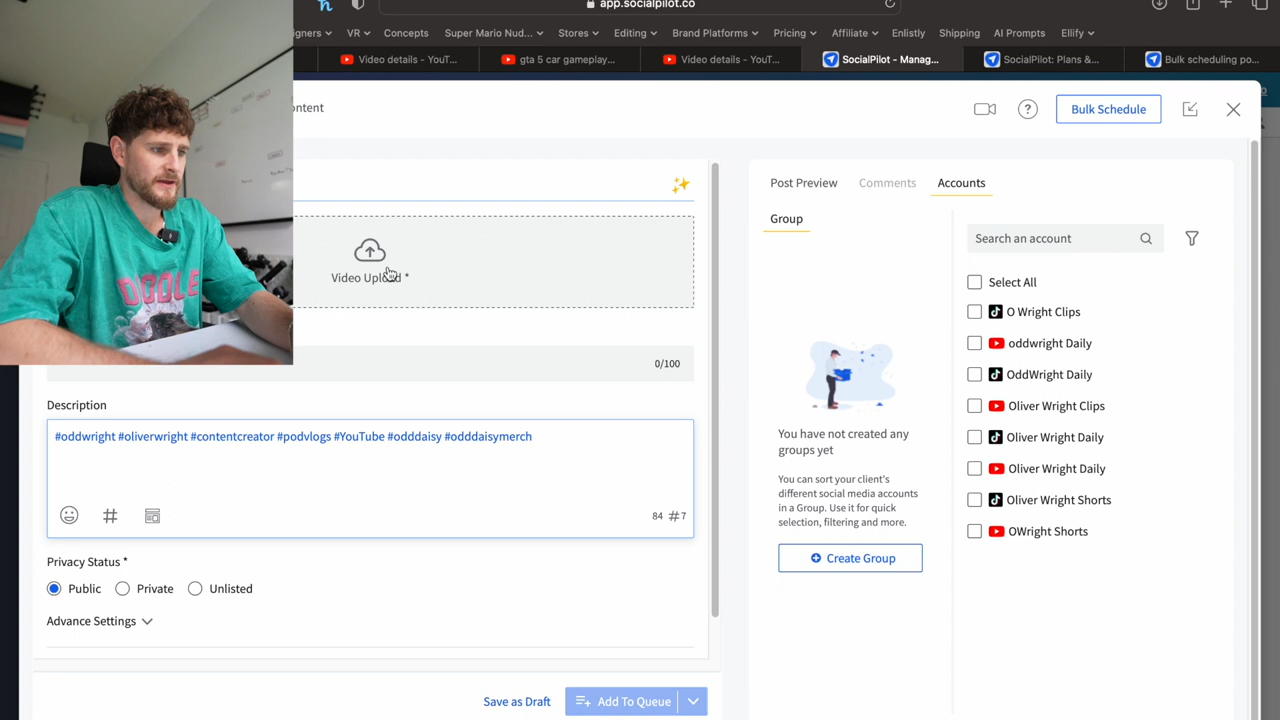 app.socialpilot.co
igners
VR
Concepts
Super Mario Nud...
Stores
Editing
Brand Platforms
Pricing
Affiliate
Enlistly
Shipping
AI Prompts
Ellify
Video details - YouT...
gta 5 car gameplay...
Video details - YouT...
SocialPilot - Manag...
SocialPilot: Plans &...
Bulk scheduling po...
ontent
Bulk Schedule
Post Preview
Comments
Accounts
Group
Search an account
Video Upload *
Select All
O Wright Clips
oddwright Daily
OddWright Daily
Oliver Wright Clips
Oliver Wright Daily
Oliver Wright Daily
Oliver Wright Shorts
OWright Shorts
0/100
Description
#oddwright #oliverwright #contentcreator #podvlogs #YouTube #odddaisy #odddaisymerch
84 #7
You have not created any
groups yet
You can sort your client's
different social media accounts
in a Group. Use it for quick
selection, filtering and more.
Create Group
Privacy Status *
Public
Private
Unlisted
Advance Settings
Save as Draft
Add To Queue